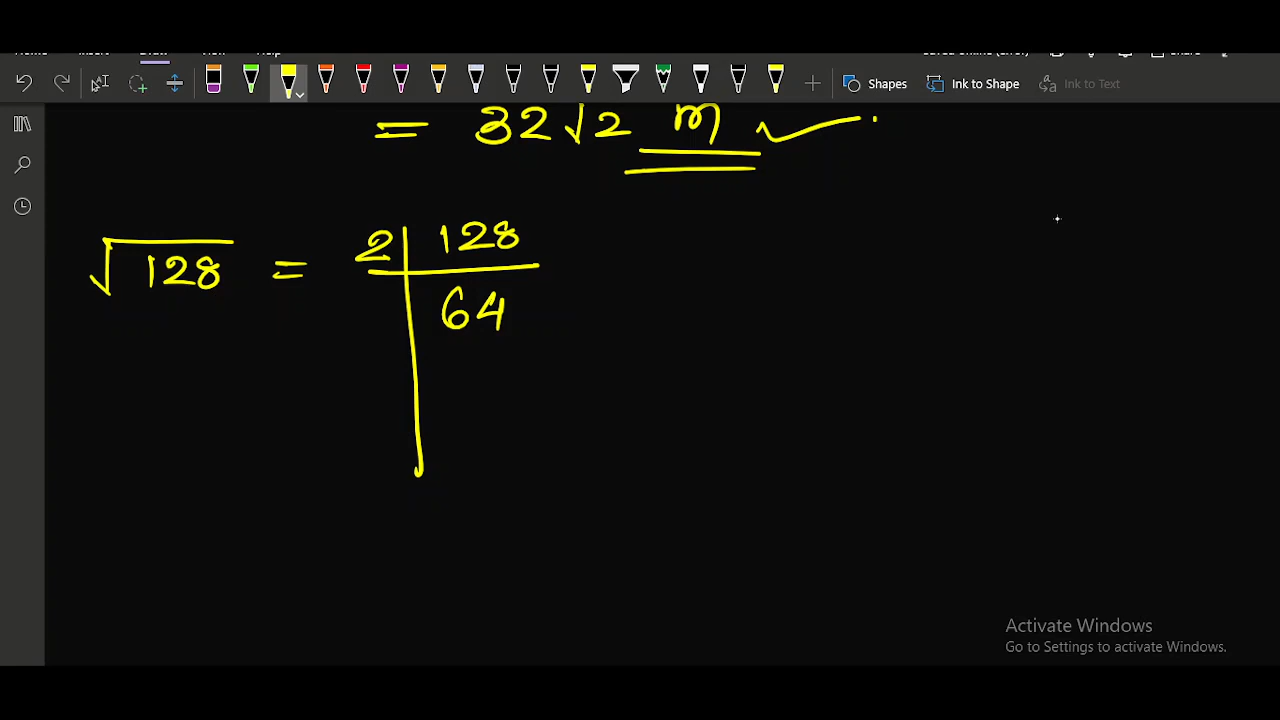 Shapes Ink to Shape Ink to Text
= 32√2 m
√128 = 2 | 128
64
Activate Windows
Go to Settings to activate Windows.